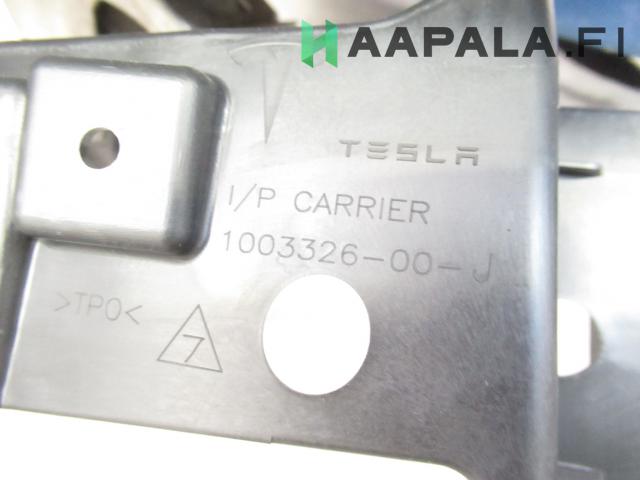 HAAPALA.FI
TESLA
I/P CARRIER
1003326-00-J
>TPO<
7